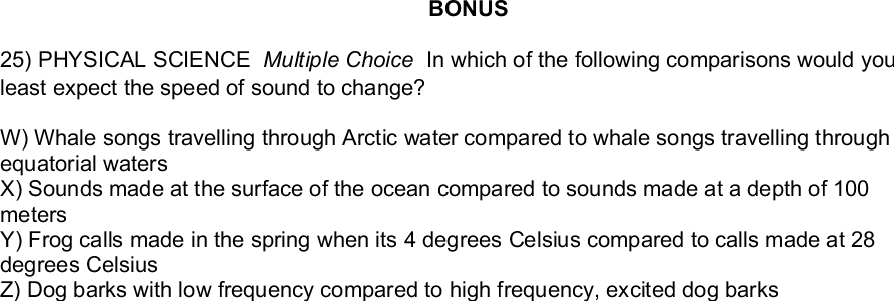 BONUS
25) PHYSICAL SCIENCE Multiple Choice In which of the following comparisons would you
least expect the speed of sound to change?
W) Whale songs travelling through Arctic water compared to whale songs travelling through
equatorial waters
X) Sounds made at the surface of the ocean compared to sounds made at a depth of 100
meters
Y) Frog calls made in the spring when its 4 degrees Celsius compared to calls made at 28
degrees Celsius
Z) Dog barks with low frequency compared to high frequency, excited dog barks